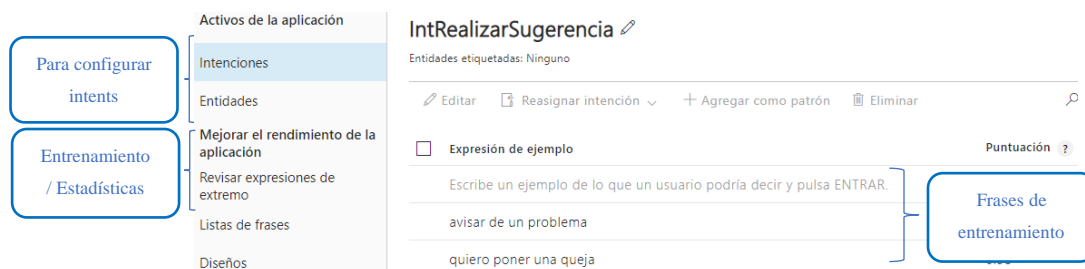 Activos de la aplicación
Intenciones
Entidades
Mejorar el rendimiento de la
aplicación
Revisar expresiones de
extremo
Listas de frases
Diseños
Para configurar
intents
Entrenamiento
/ Estadísticas
IntRealizarSugerencia
Entidades etiquetadas: Ninguno
Editar Reasignar intención Agregar como patrón Eliminar
Expresión de ejemplo Puntuación ?
Escribe un ejemplo de lo que un usuario podría decir y pulsa ENTRAR.
avisar de un problema
quiero poner una queja
Frases de
entrenamiento